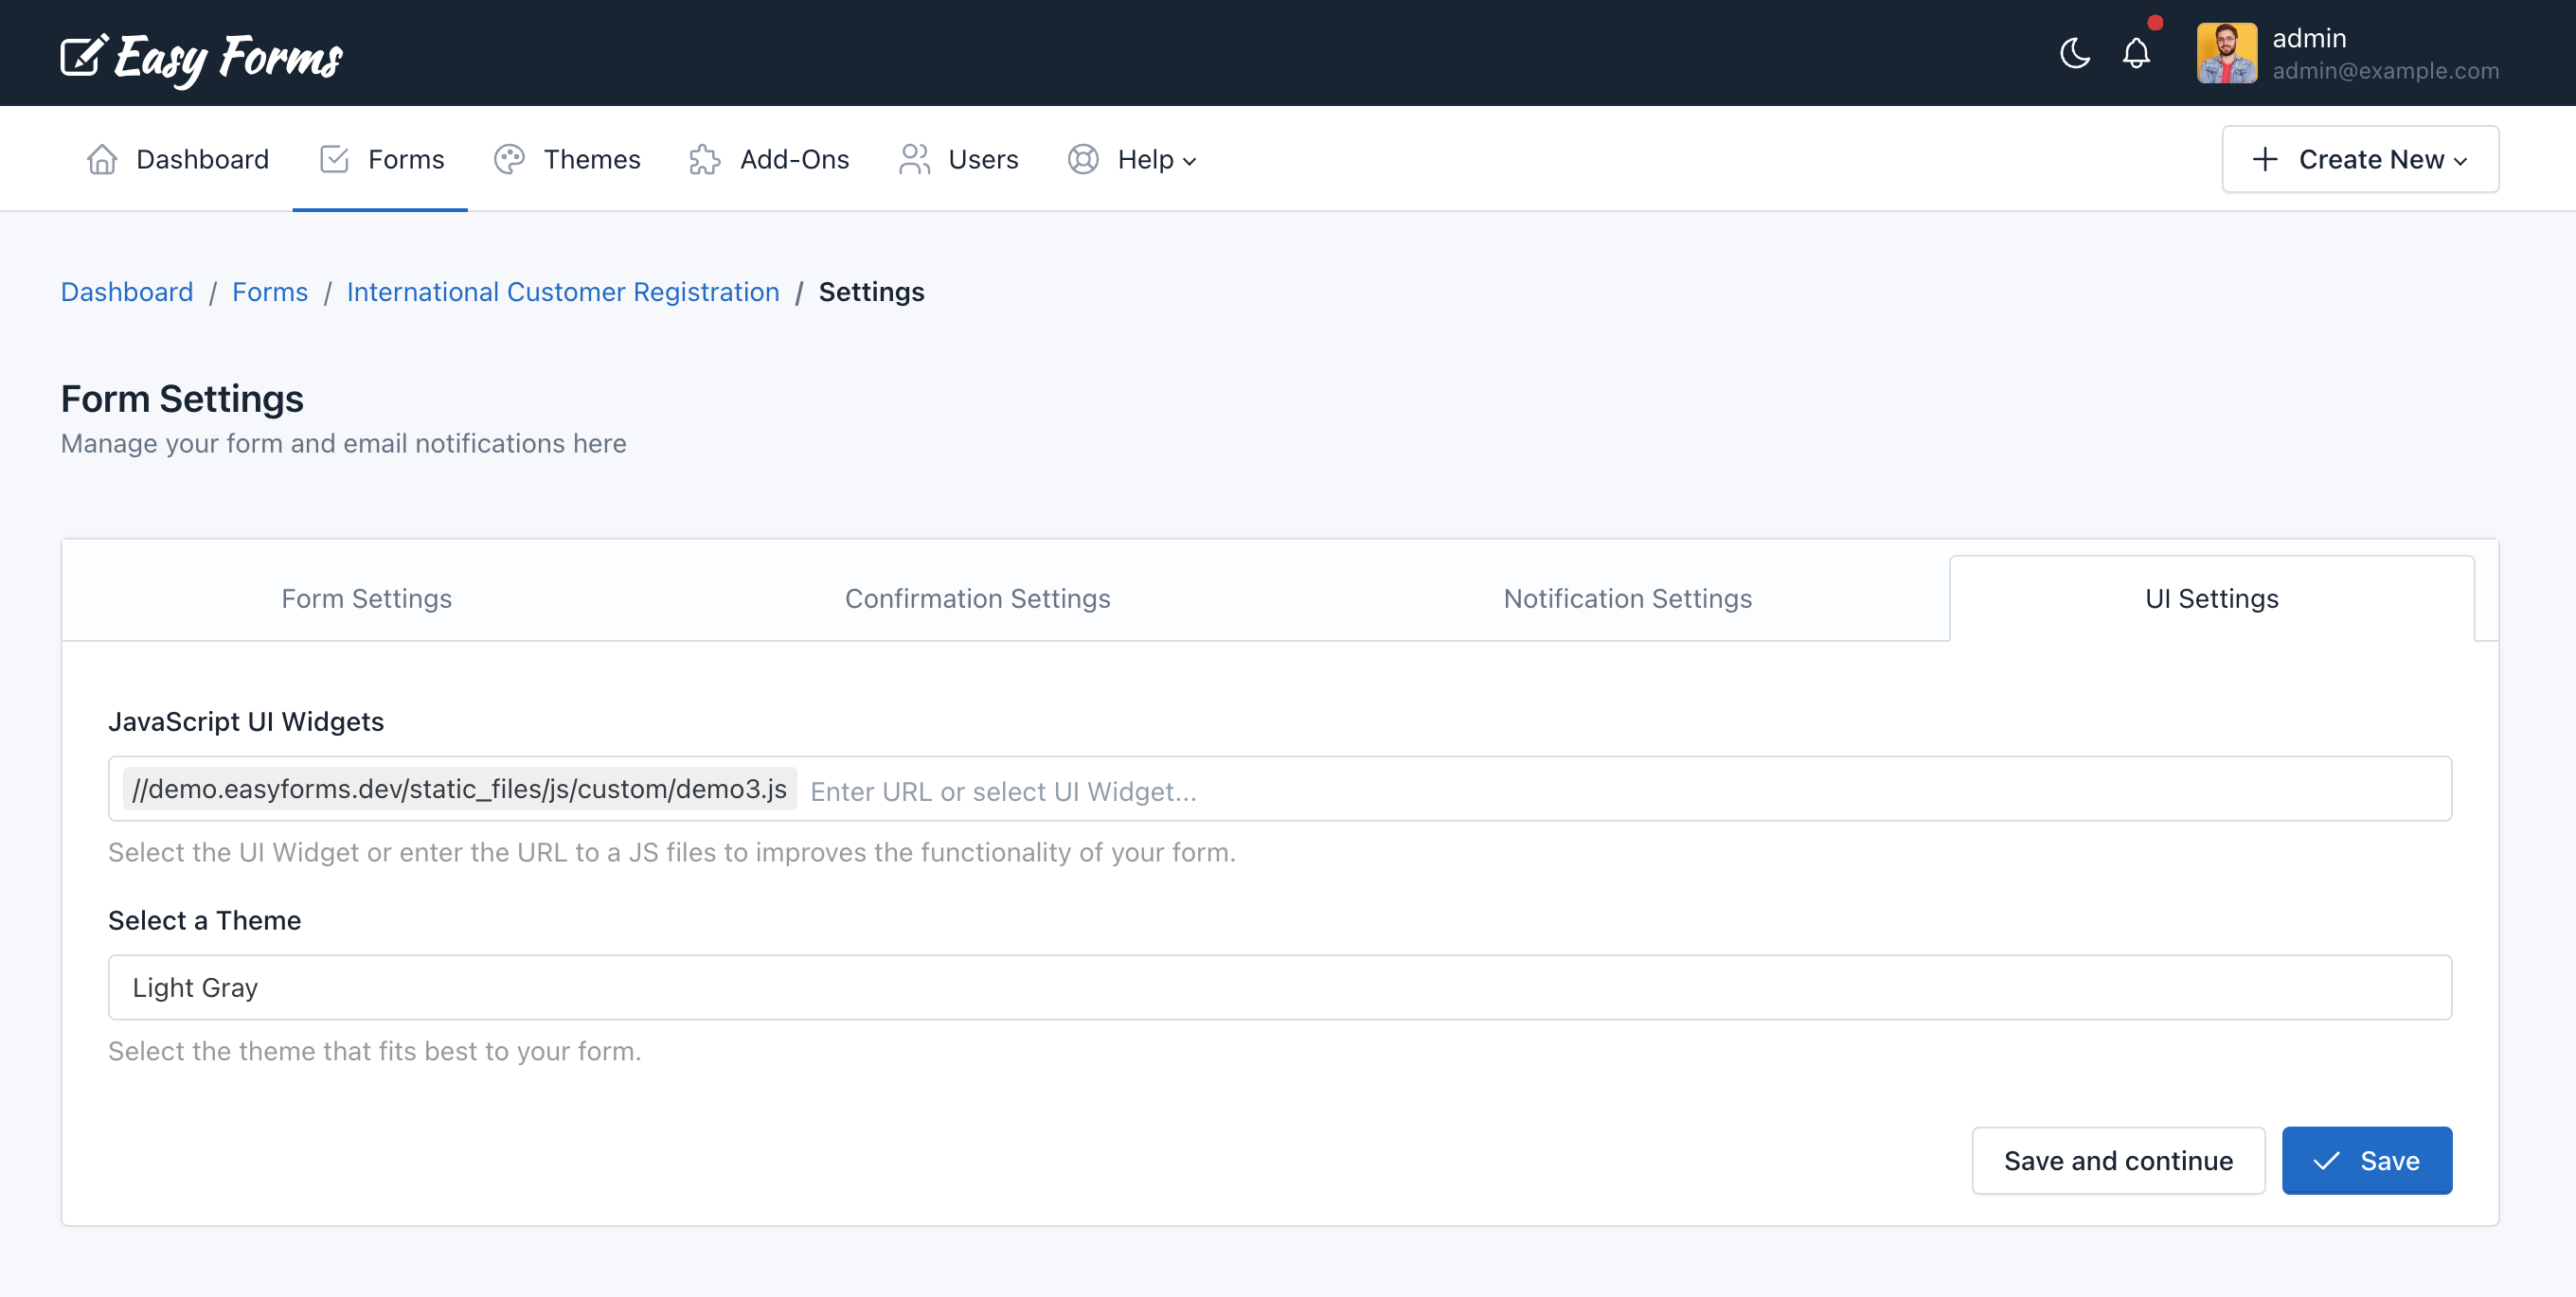 Easy Forms
admin
admin@example.com
Dashboard Forms Themes Add-Ons Users Help Create New
Dashboard / Forms / International Customer Registration / Settings
Form Settings
Manage your form and email notifications here
Form Settings Confirmation Settings Notification Settings UI Settings
JavaScript UI Widgets
//demo.easyforms.dev/static_files/js/custom/demo3.js Enter URL or select UI Widget...
Select the UI Widget or enter the URL to a JS files to improves the functionality of your form.
Select a Theme
Light Gray
Select the theme that fits best to your form.
Save and continue Save